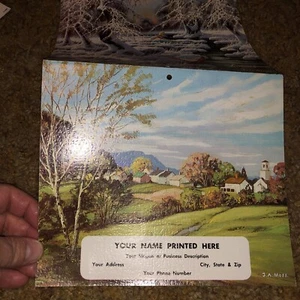 YOUR NAME PRINTED HERE
Your Slogan or Business Description
Your Address City, State & Zip
Your Phone Number